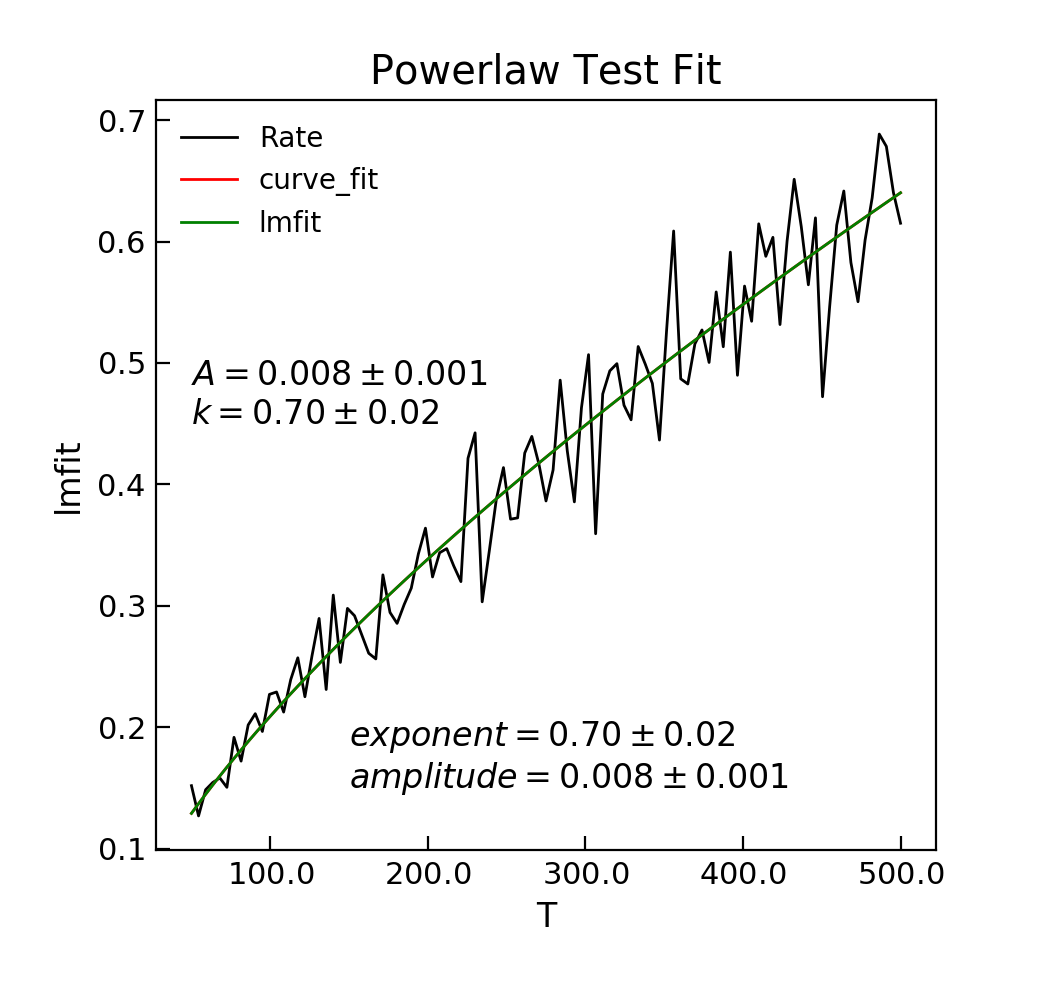 Powerlaw Test Fit
0.7
0.6
0.5
0.4
0.3
0.2
0.1
lmfit
Rate
curve_fit
lmfit
A = 0.008 ± 0.001
k = 0.70 ± 0.02
exponent = 0.70 ± 0.02
amplitude = 0.008 ± 0.001
100.0 200.0 300.0 400.0 500.0
T